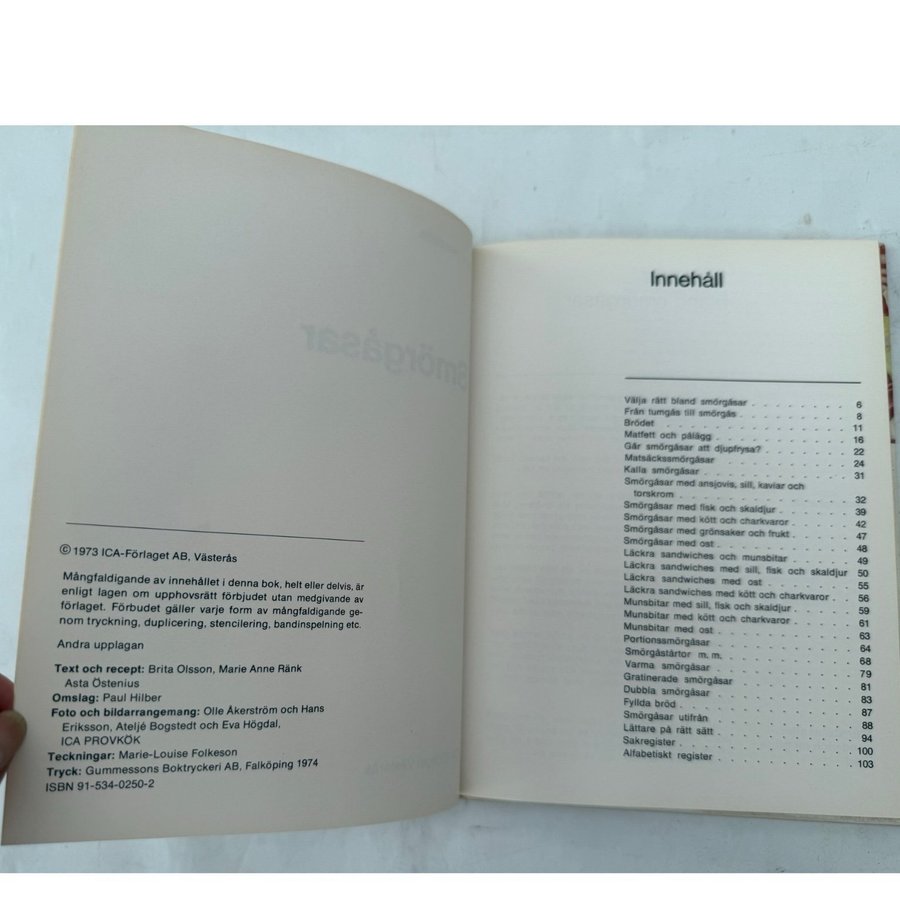 Smörgåsar
© 1973 ICA-Förlaget AB, Västerås
Mångfaldigande av innehållet i denna bok, helt eller delvis, är
enligt lagen om upphovsrätt förbjudet utan medgivande av
förlaget. Förbudet gäller varje form av mångfaldigande ge-
nom tryckning, duplicering, stencilering, bandinspelning etc.
Andra upplagan
Text och recept: Brita Olsson, Marie Anne Ränk
Asta Östenius
Omslag: Paul Hilber
Foto och bildarrangemang: Olle Åkerström och Hans
Eriksson, Ateljé Bogstedt och Eva Högdal,
ICA PROVKÖK
Teckningar: Marie-Louise Folkeson
Tryck: Gummessons Boktryckeri AB, Falköping 1974
ISBN 91-534-0250-2
Innehåll
Välja rätt bland smörgåsar . . . . . . . . 6
Från tumgås till smörgås . . . . . . . . 8
Brödet . . . . . . . . 11
Matfett och pålägg . . . . . . . . 16
Går smörgåsar att djupfrysa? . . . . . . . . 22
Matsäckssmörgåsar . . . . . . . . 24
Kalla smörgåsar . . . . . . . . 31
Smörgåsar med ansjovis, sill, kaviar och
torskrom . . . . . . . . 32
Smörgåsar med fisk och skaldjur . . . . . 39
Smörgåsar med kött och charkvaror . . . . . 42
Smörgåsar med grönsaker och frukt . . . . . 47
Smörgåsar med ost . . . . . . . . 48
Läckra sandwiches och munsbitar . . . . . 49
Läckra sandwiches med sill, fisk och skaldjur 50
Läckra sandwiches med ost . . . . . . 55
Läckra sandwiches med kött och charkvaror . 56
Munsbitar med sill, fisk och skaldjur . . . . 59
Munsbitar med kött och charkvaror . . . . 61
Munsbitar med ost . . . . . . . . 63
Portionssmörgåsar . . . . . . . . 64
Smörgåstårtor m. m. . . . . . . . . 68
Varma smörgåsar . . . . . . . . 79
Gratinerade smörgåsar . . . . . . . . 81
Dubbla smörgåsar . . . . . . . . 83
Fyllda bröd . . . . . . . . 87
Smörgåsar utifrån . . . . . . . . 88
Lättare på rätt sätt . . . . . . . . 94
Sakregister . . . . . . . . 100
Alfabetiskt register . . . . . . . . 103